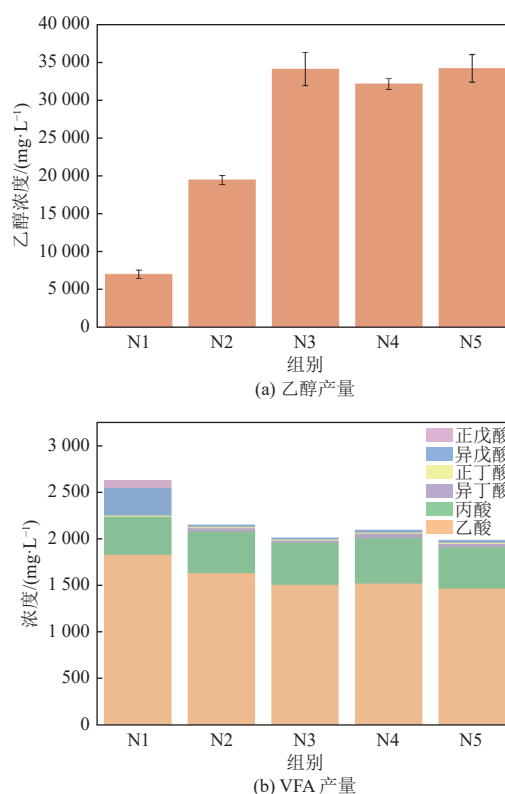 40 000
35 000
30 000
25 000
20 000
15 000
10 000
5 000
0
乙醇浓度/(mg·L⁻¹)
N1 N2 N3 N4 N5
组别
(a) 乙醇产量
3 000
2 500
2 000
1 500
1 000
500
0
浓度/(mg·L⁻¹)
正戊酸
异戊酸
正丁酸
异丁酸
丙酸
乙酸
N1 N2 N3 N4 N5
组别
(b) VFA 产量